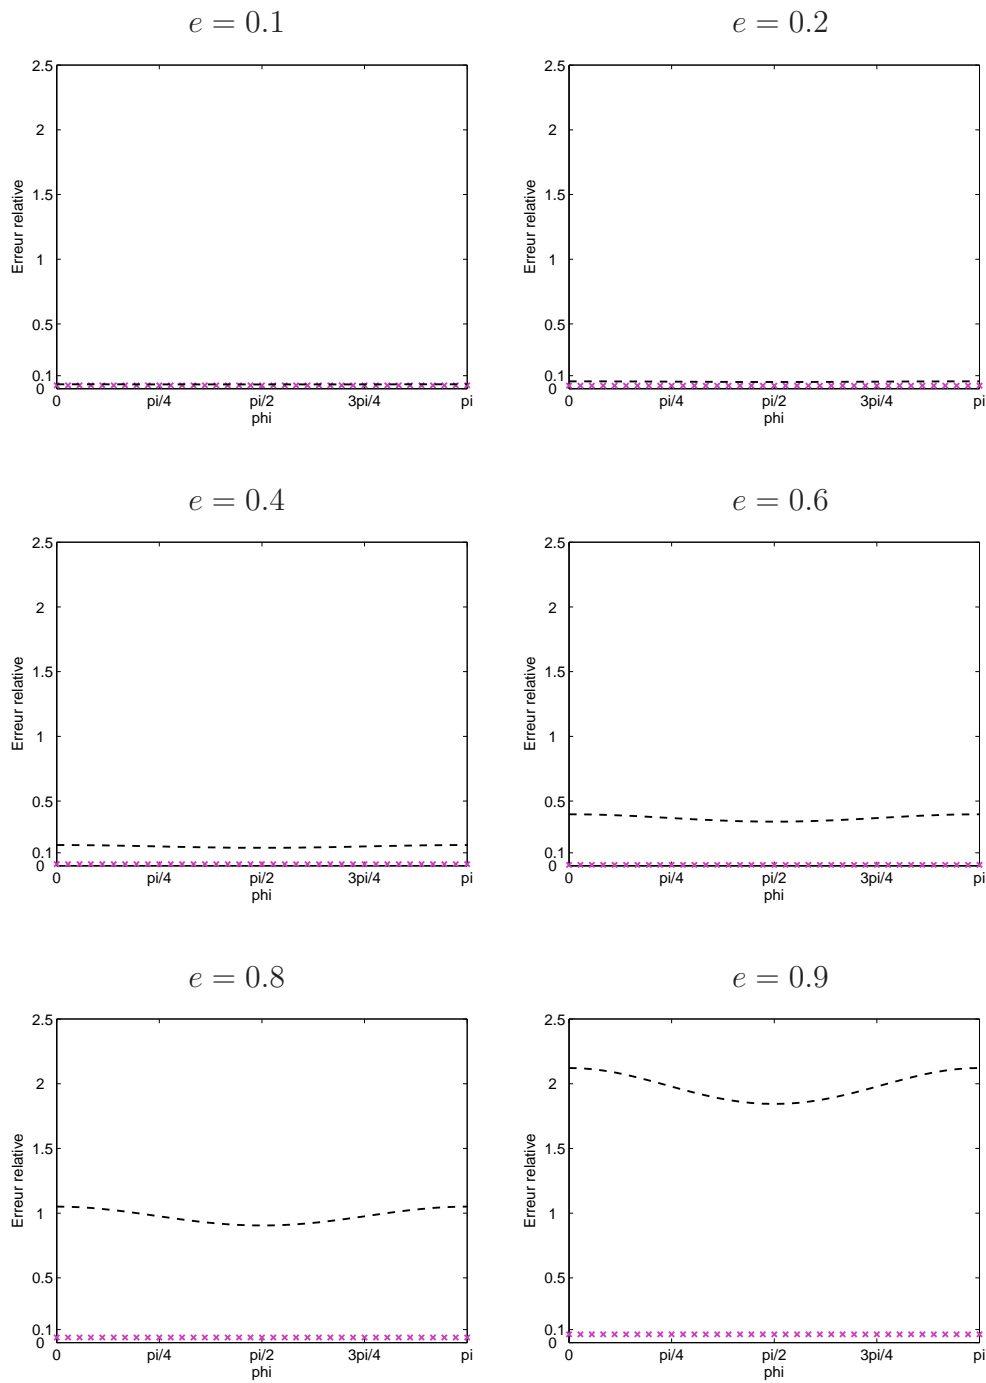 e = 0.1
2.5
2
1.5
1
0.5
0.1
0
Erreur relative
0 pi/4 pi/2 3pi/4 pi
phi
e = 0.2
2.5
2
1.5
1
0.5
0.1
0
Erreur relative
0 pi/4 pi/2 3pi/4 pi
phi
e = 0.4
2.5
2
1.5
1
0.5
0.1
0
Erreur relative
0 pi/4 pi/2 3pi/4 pi
phi
e = 0.6
2.5
2
1.5
1
0.5
0.1
0
Erreur relative
0 pi/4 pi/2 3pi/4 pi
phi
e = 0.8
2.5
2
1.5
1
0.5
0.1
0
Erreur relative
0 pi/4 pi/2 3pi/4 pi
phi
e = 0.9
2.5
2
1.5
1
0.5
0.1
0
Erreur relative
0 pi/4 pi/2 3pi/4 pi
phi